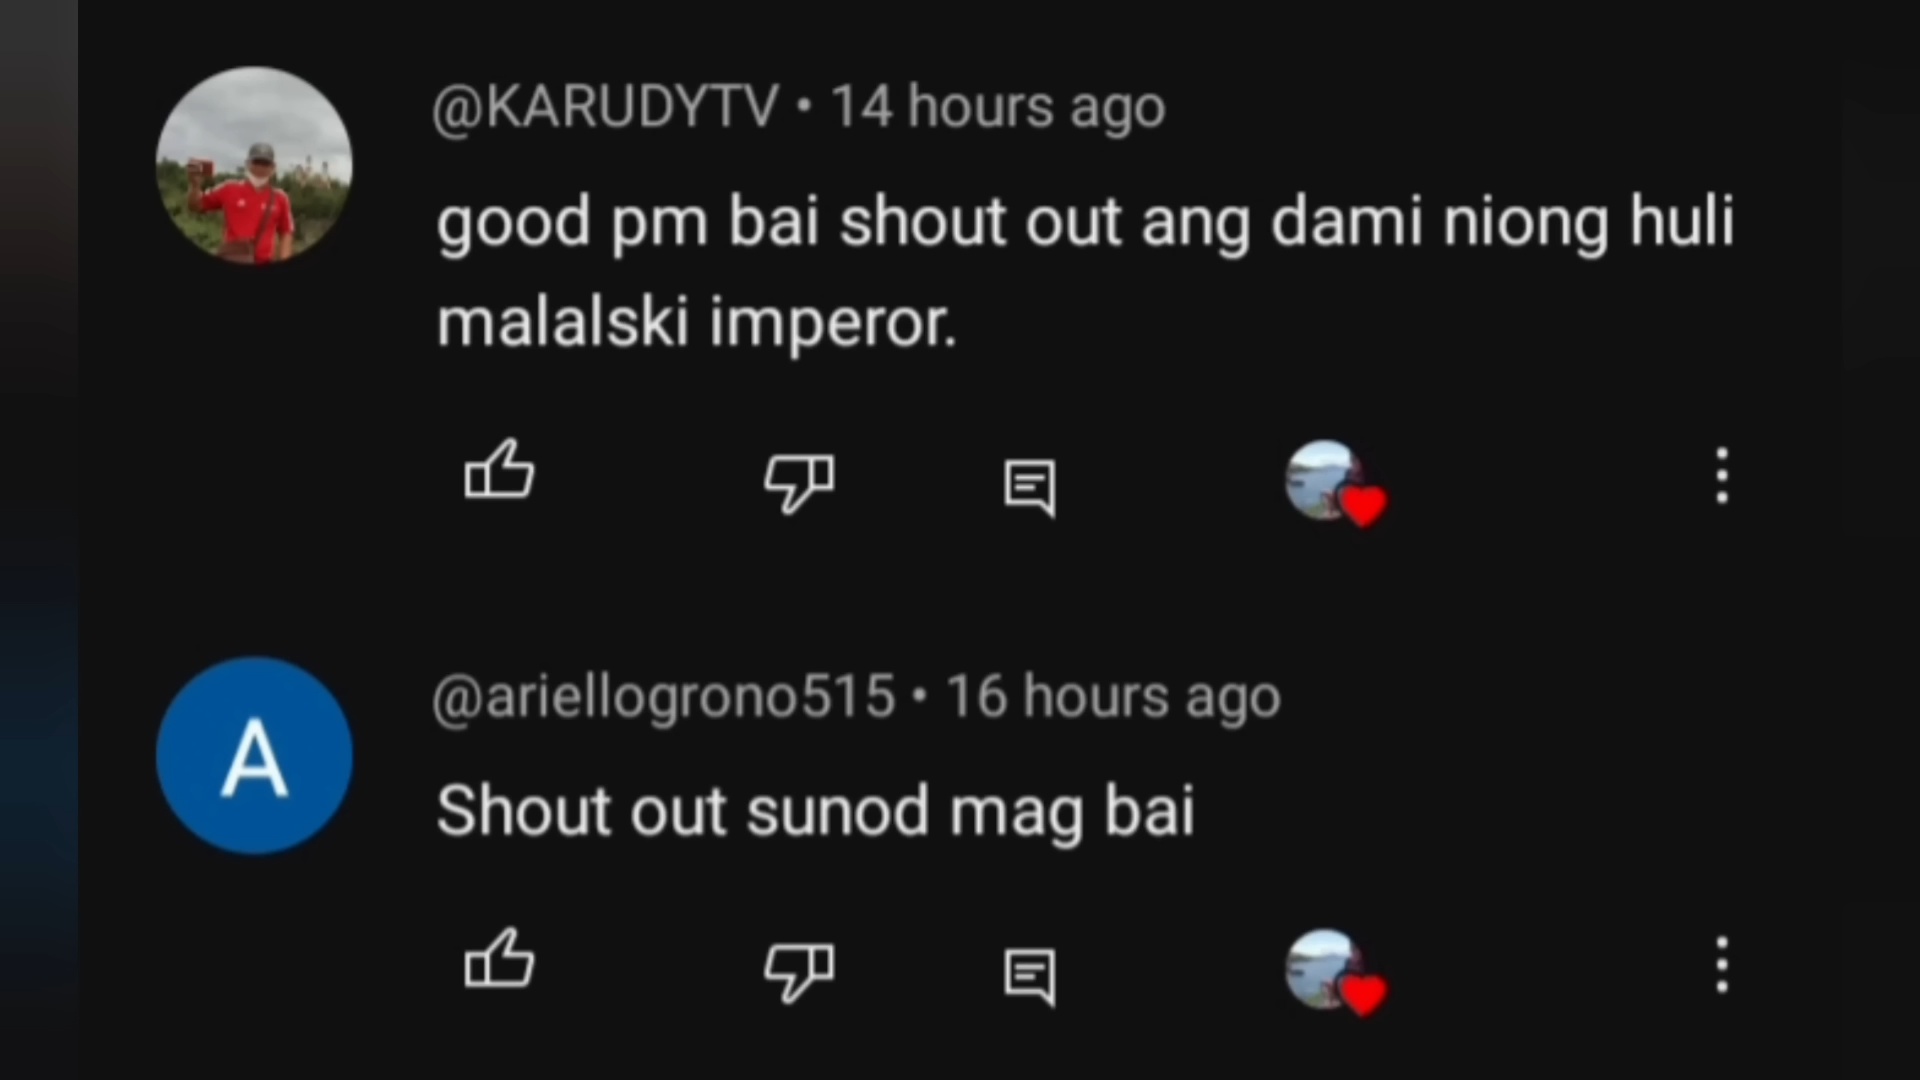 @KARUDYTV • 14 hours ago
good pm bai shout out ang dami niong huli
malalski imperor.
A
@ariellogrono515 • 16 hours ago
Shout out sunod mag bai